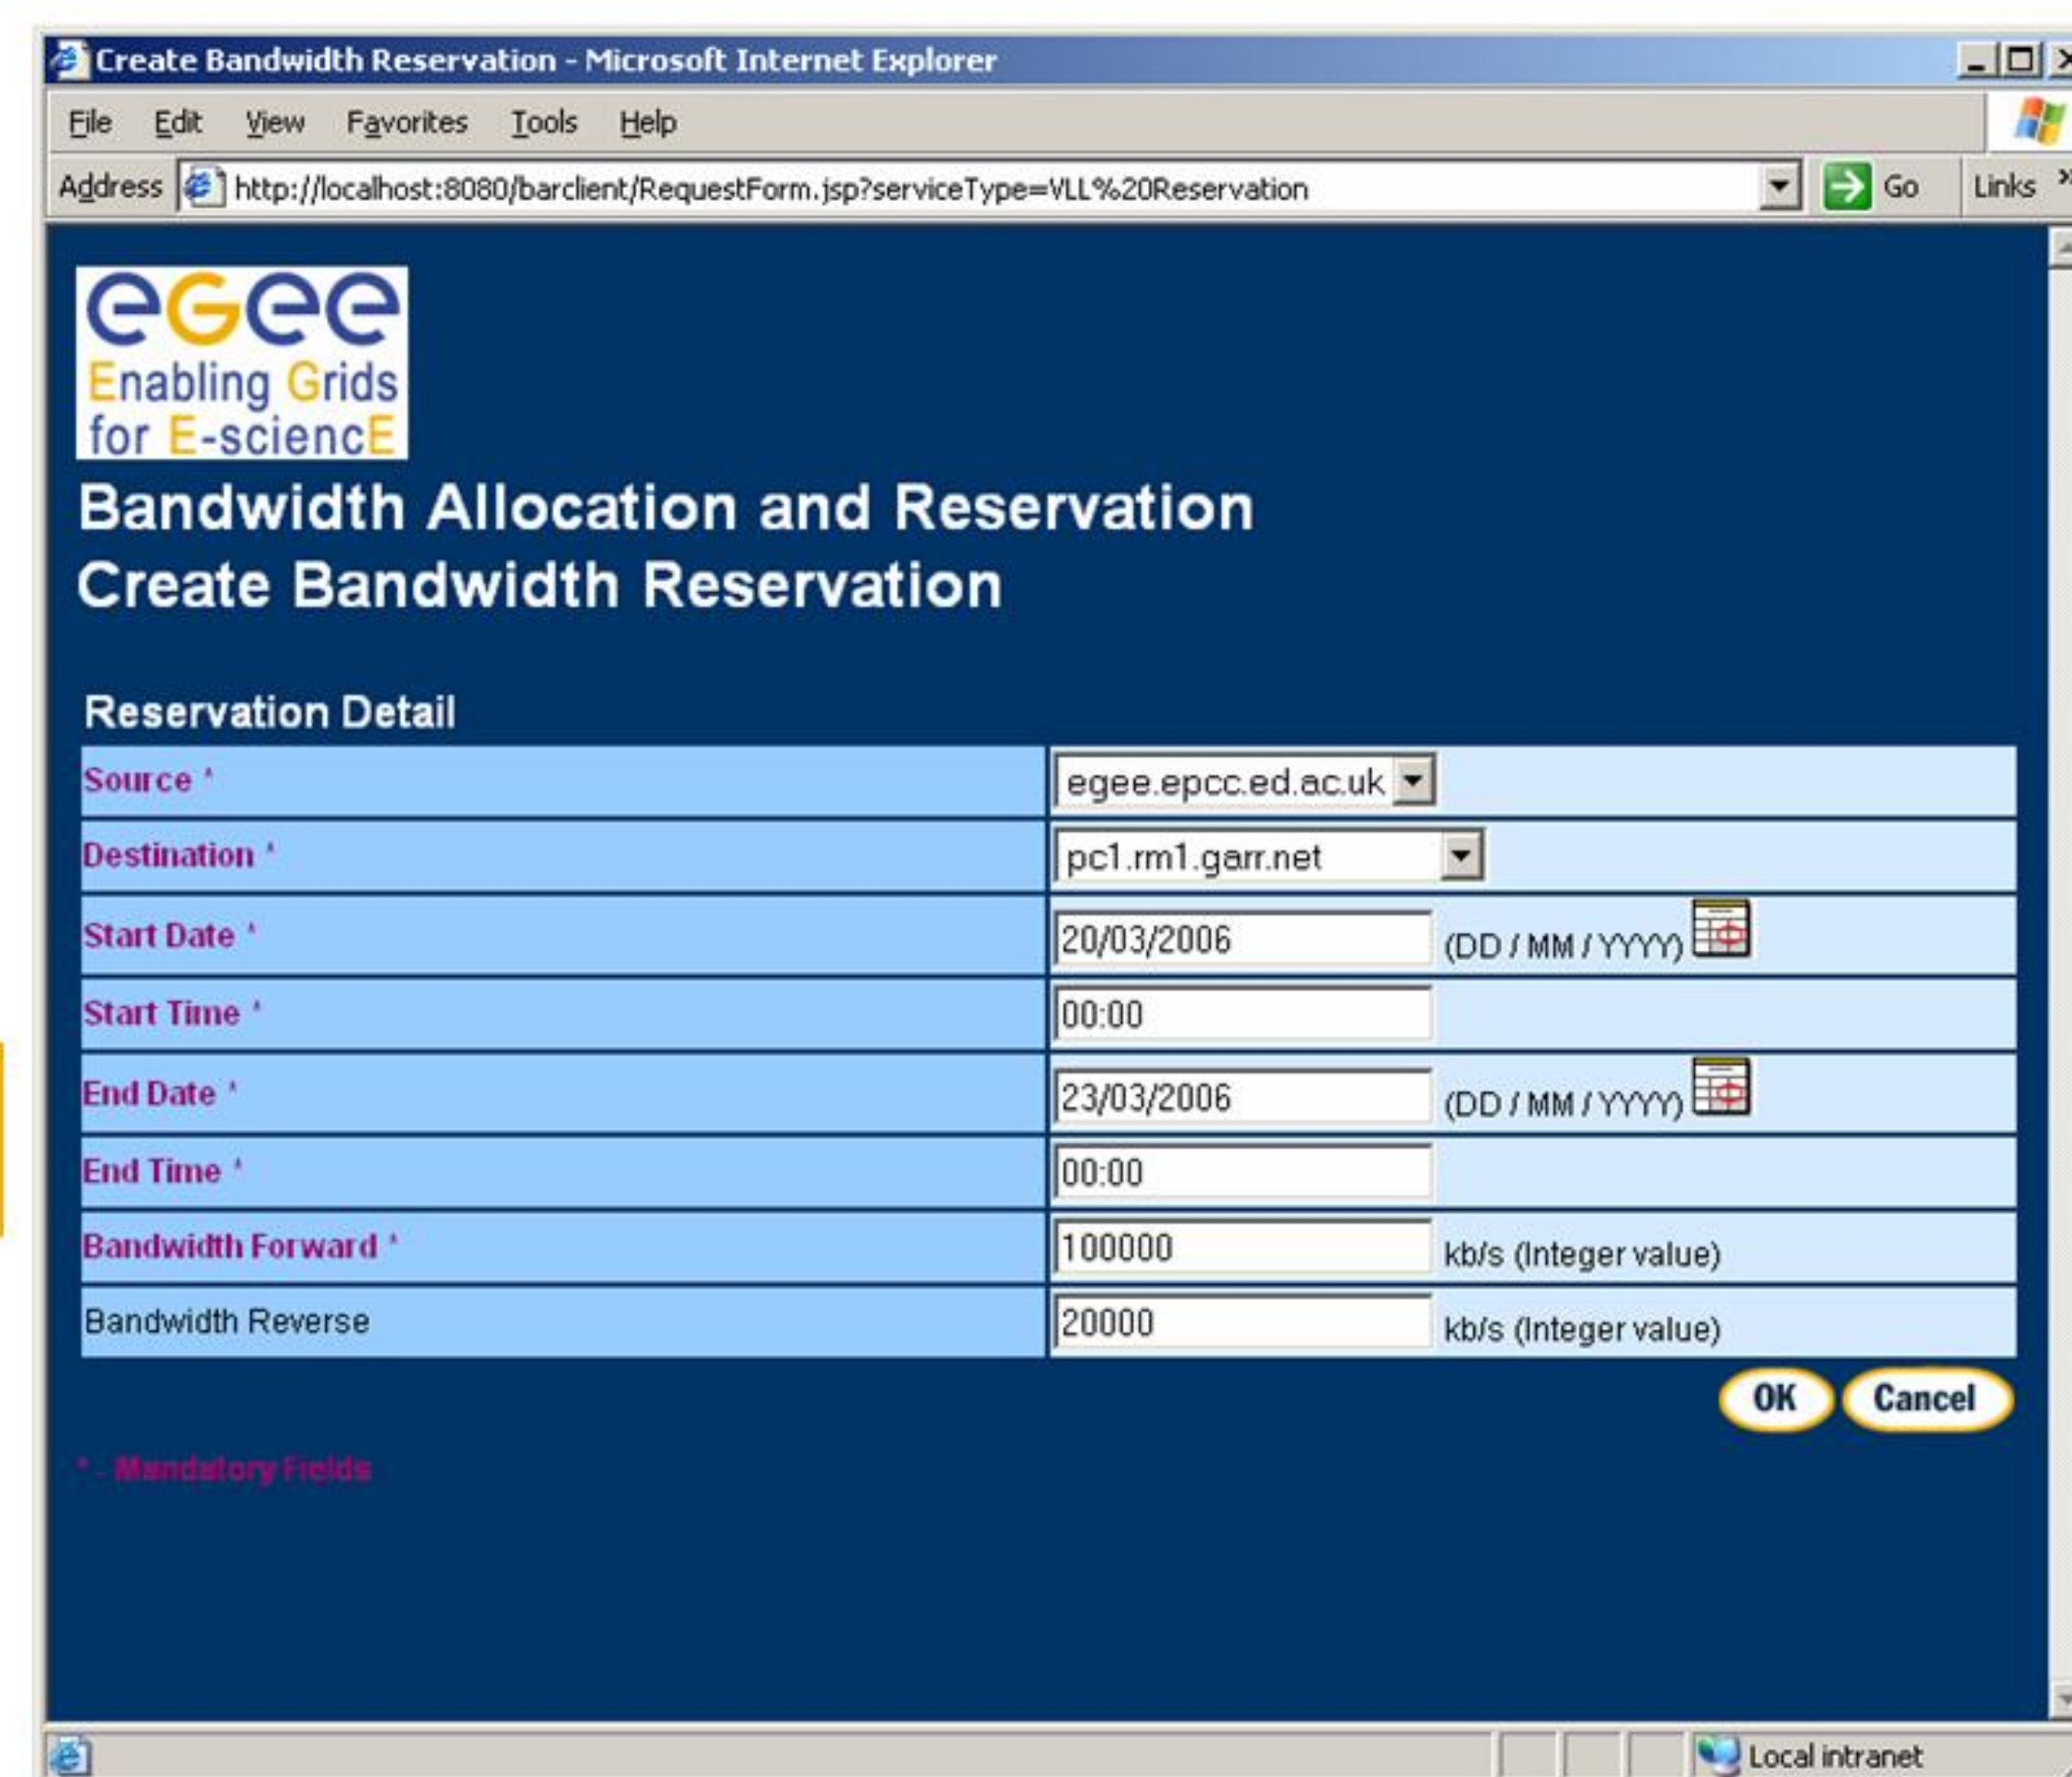 Create Bandwidth Reservation - Microsoft Internet Explorer
File Edit View Favorites Tools Help
Address http://localhost:8080/barclient/RequestForm.jsp?serviceType=VLL%20Reservation Go Links »
eGee
Enabling Grids
for E-sciencE
Bandwidth Allocation and Reservation
Create Bandwidth Reservation
Reservation Detail
Source * egee.epcc.ed.ac.uk
Destination * pc1.rm1.garr.net
Start Date * 20/03/2006 (DD / MM / YYYY)
Start Time * 00:00
End Date * 23/03/2006 (DD / MM / YYYY)
End Time * 00:00
Bandwidth Forward * 100000 kb/s (Integer value)
Bandwidth Reverse 20000 kb/s (Integer value)
OK Cancel
* - Mandatory Fields
Local intranet